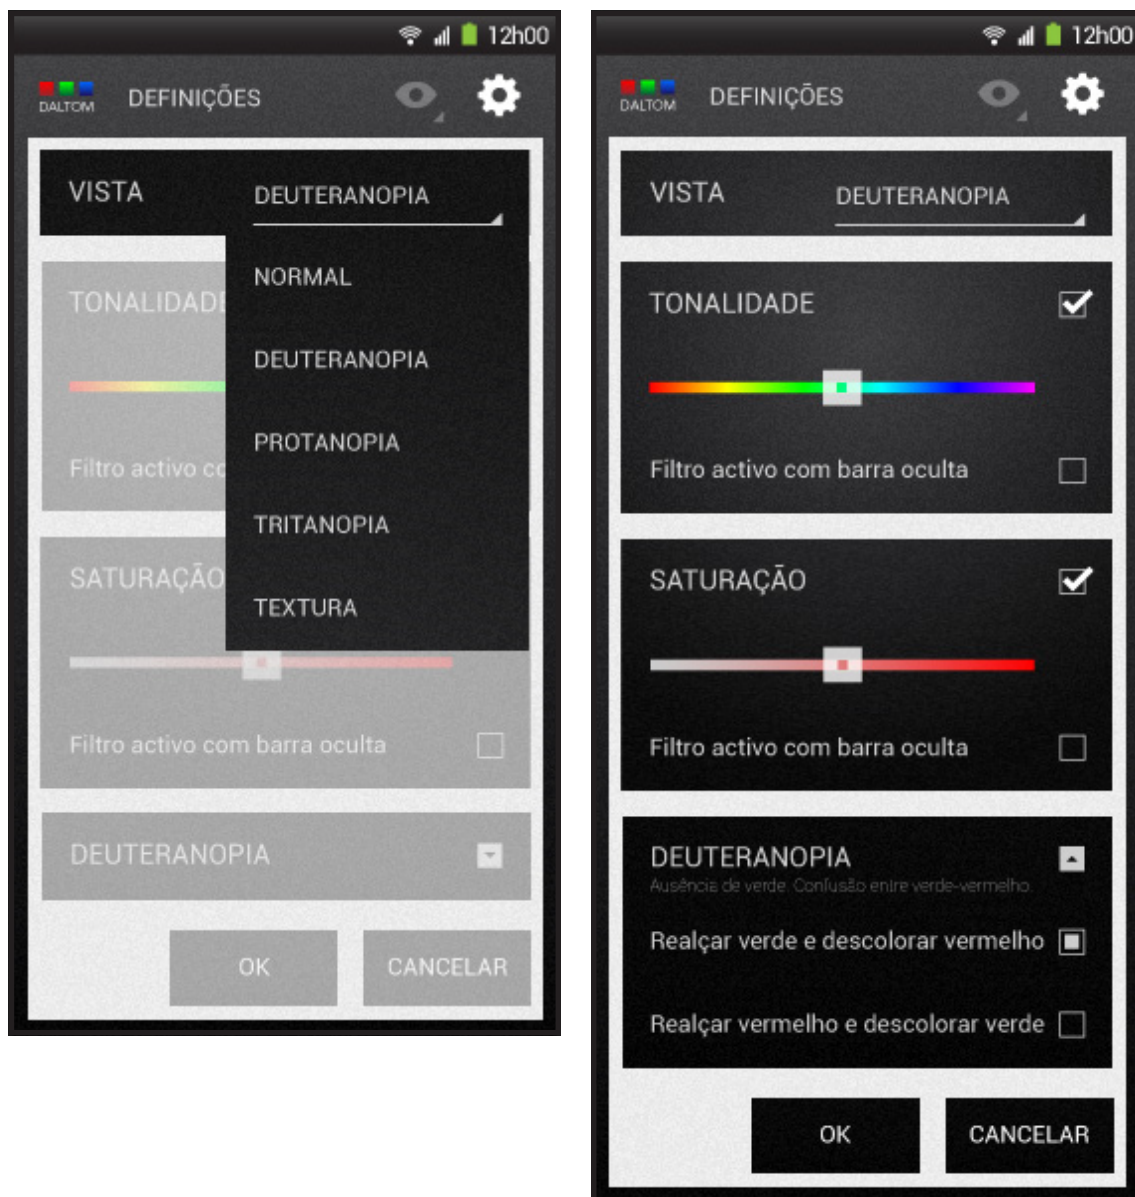 12h00
DALTOM DEFINIÇÕES
VISTA DEUTERANOPIA
NORMAL
TONALIDADE
DEUTERANOPIA
PROTANOPIA
Filtro activo co
TRITANOPIA
SATURAÇÃO
TEXTURA
Filtro activo com barra oculta
DEUTERANOPIA
OK CANCELAR
12h00
DALTOM DEFINIÇÕES
VISTA DEUTERANOPIA
TONALIDADE
Filtro activo com barra oculta
SATURAÇÃO
Filtro activo com barra oculta
DEUTERANOPIA
Ausência de verde. Confusão entre verde-vermelho.
Realçar verde e descolorar vermelho
Realçar vermelho e descolorar verde
OK CANCELAR